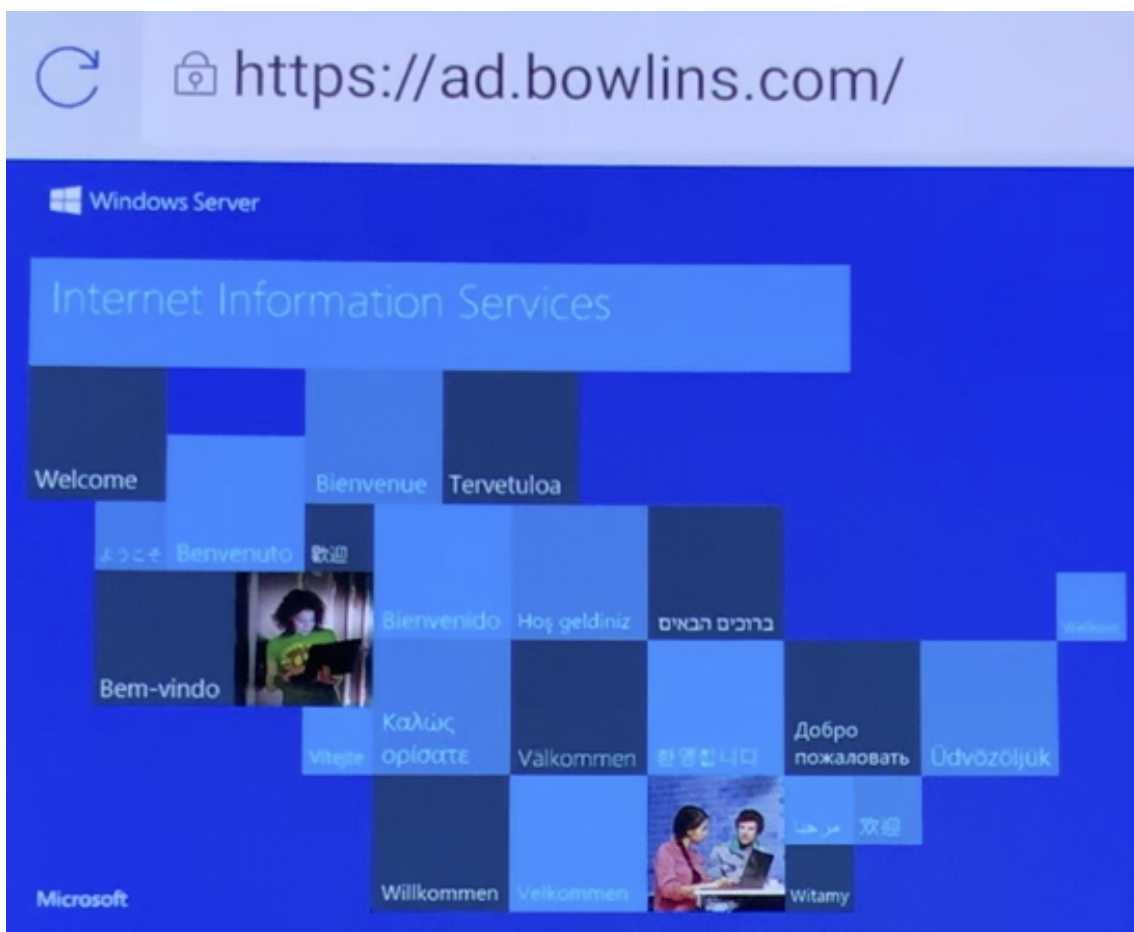 https://ad.bowlins.com/
Windows Server
Internet Information Services
Welcome
Bienvenue
Tervetuloa
ようこそ
Benvenuto
歡迎
Bienvenido
Hoş geldiniz
ברוכים הבאים
Welkom
Bem-vindo
Vítejte
Καλώς
ορίσατε
Välkommen
환영합니다
Добро
пожаловать
Üdvözöljük
مرحبا
欢迎
Microsoft
Willkommen
Velkommen
Witamy